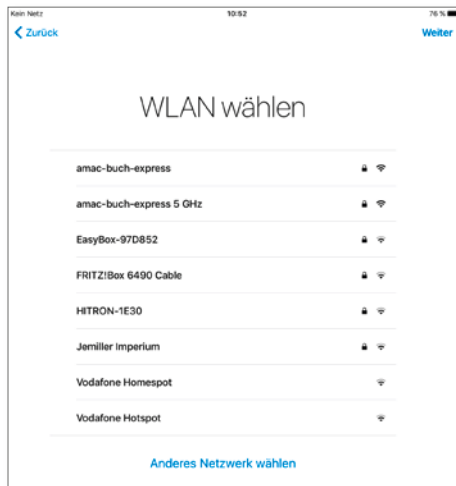 Kein Netz 10:52 76 %
Zurück Weiter
WLAN wählen
amac-buch-express
amac-buch-express 5 GHz
EasyBox-97D852
FRITZ!Box 6490 Cable
HITRON-1E30
Jemiller Imperium
Vodafone Homespot
Vodafone Hotspot
Anderes Netzwerk wählen